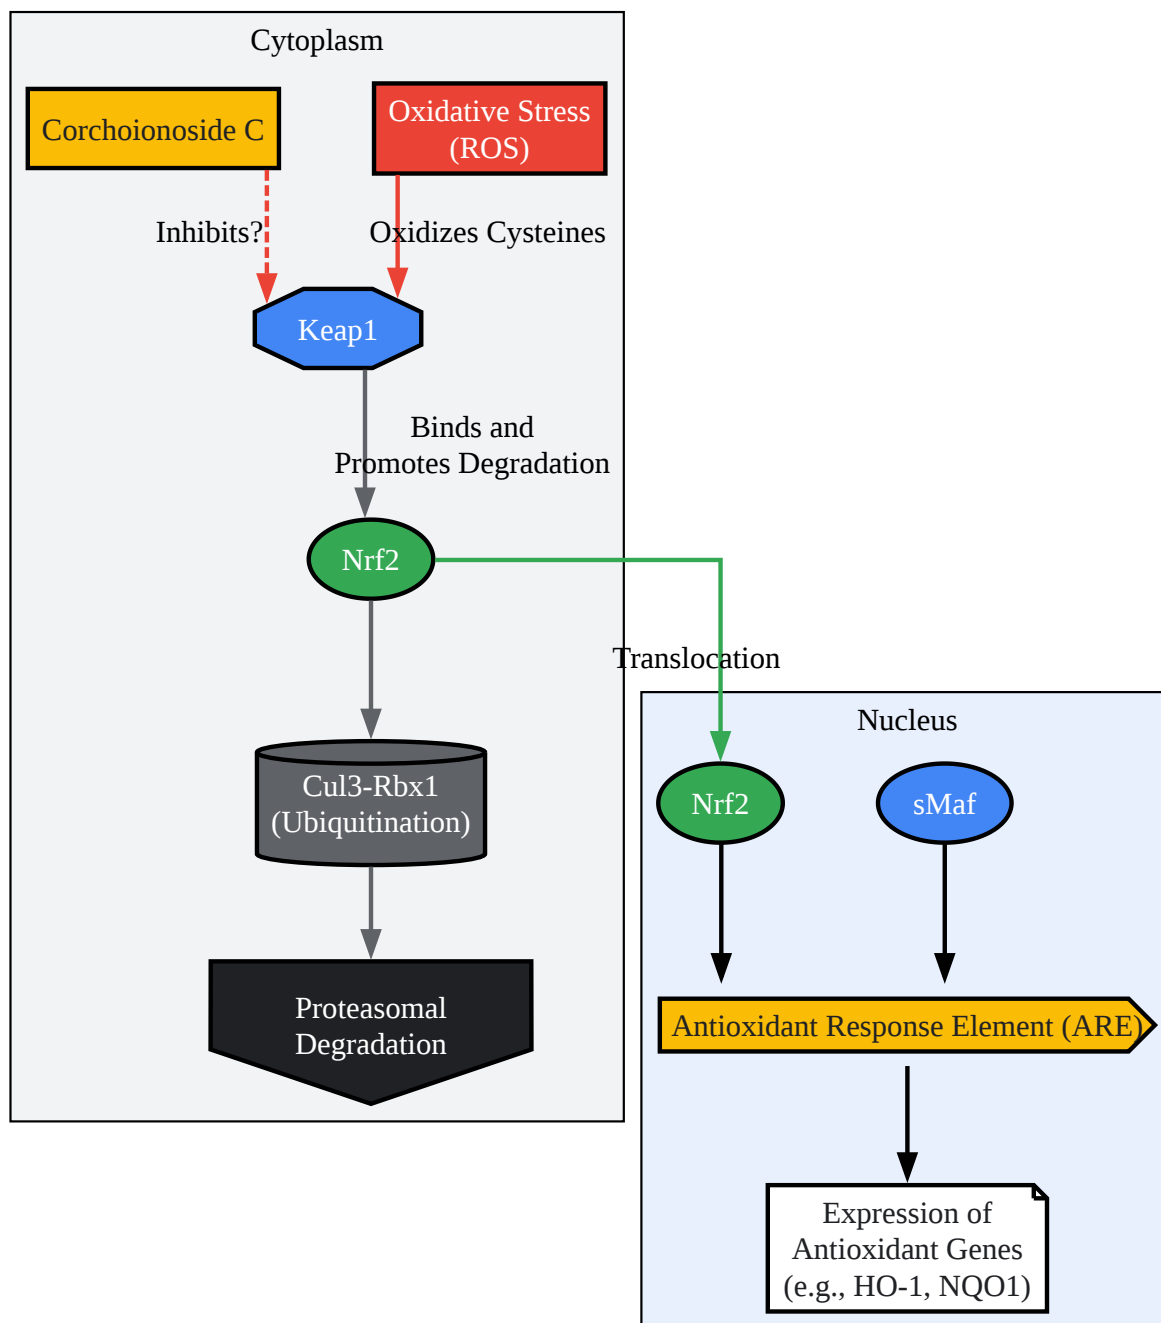 Cytoplasm
Corchoionoside C
Oxidative Stress
(ROS)
Inhibits?
Oxidizes Cysteines
Keap1
Binds and
Promotes Degradation
Nrf2
Translocation
Nucleus
Cul3-Rbx1
(Ubiquitination)
Nrf2
sMaf
Proteasomal
Degradation
Antioxidant Response Element (ARE)
Expression of
Antioxidant Genes
(e.g., HO-1, NQO1)